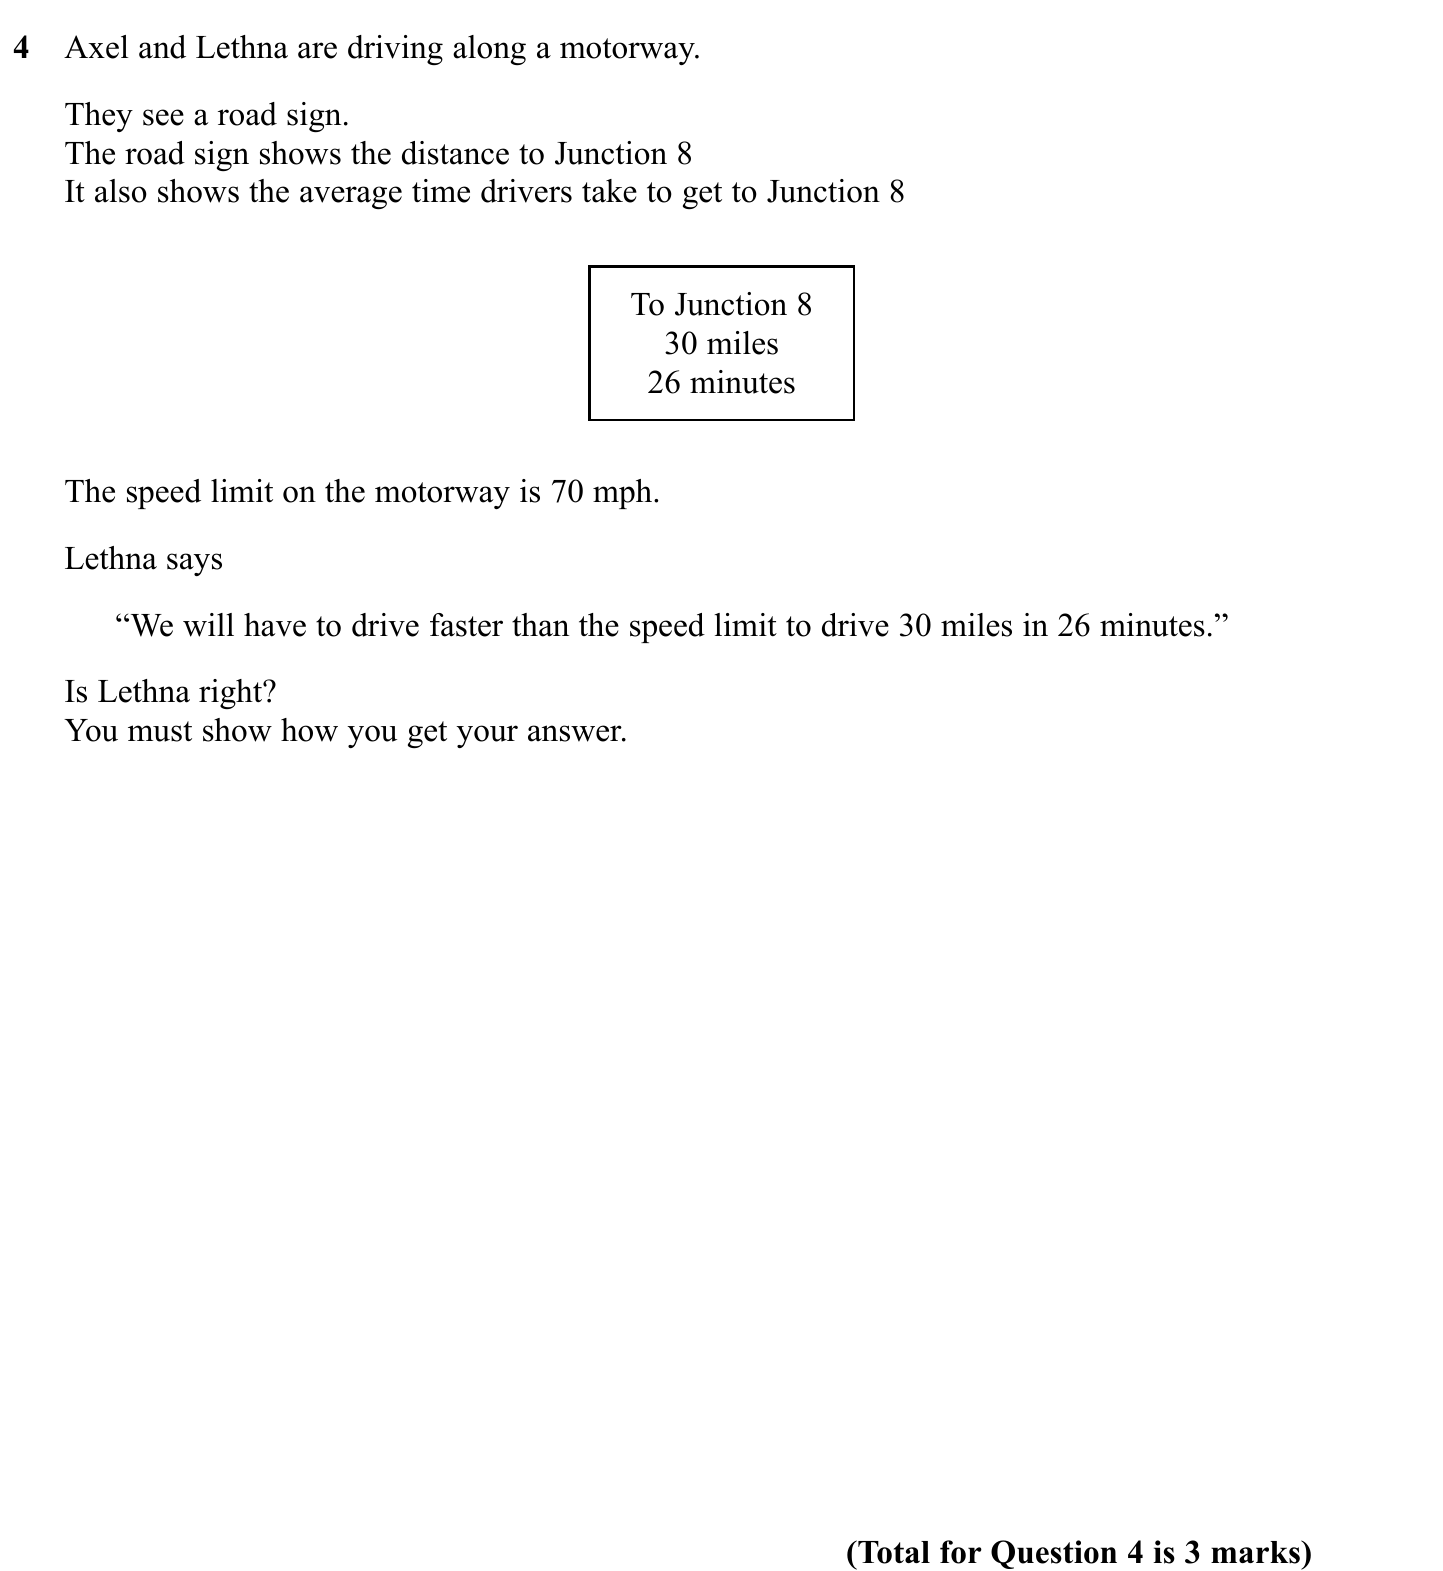 4 Axel and Lethna are driving along a motorway.
They see a road sign.
The road sign shows the distance to Junction 8
It also shows the average time drivers take to get to Junction 8
To Junction 8
30 miles
26 minutes
The speed limit on the motorway is 70 mph.
Lethna says
“We will have to drive faster than the speed limit to drive 30 miles in 26 minutes.”
Is Lethna right?
You must show how you get your answer.
(Total for Question 4 is 3 marks)